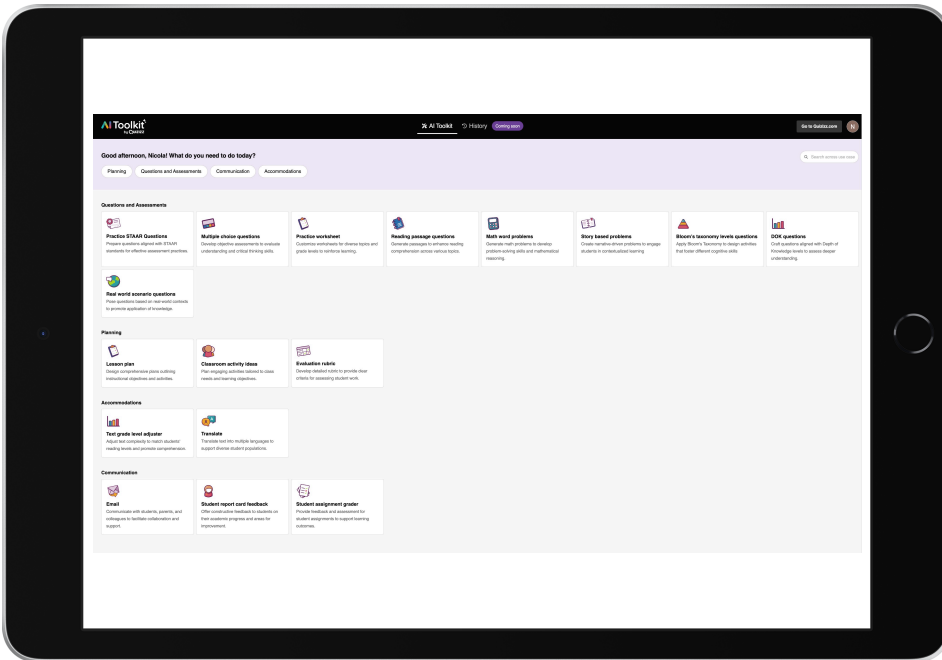 AI Toolkit
by Quizizz
AI Toolkit
History
Coming soon
Go to Quizizz.com
N
Good afternoon, Nicola! What do you need to do today?
Search across use case
Planning
Questions and Assessments
Communication
Accommodations
Questions and Assessments
Practice STAAR Questions
Prepare questions aligned with STAAR
standards for effective assessment practice.
Multiple choice questions
Develop objective assessments to evaluate
understanding and critical thinking skills.
Practice worksheet
Customize worksheets for diverse topics and
grade levels to reinforce learning.
Reading passage questions
Generate passages to enhance reading
comprehension across various topics.
Math word problems
Generate math problems to develop
problem-solving skills and mathematical
reasoning.
Story based problems
Create narrative-driven problems to engage
students in contextualized learning
Bloom's taxonomy levels questions
Apply Bloom's Taxonomy to design activities
that foster different cognitive skills
DOK questions
Craft questions aligned with Depth of
Knowledge levels to assess deeper
understanding.
Real world scenario questions
Pose questions based on real-world contexts
to promote application of knowledge.
Planning
Lesson plan
Design comprehensive plans outlining
instructional objectives and activities.
Classroom activity ideas
Plan engaging activities tailored to class
needs and learning objectives.
Evaluation rubric
Develop detailed rubric to provide clear
criteria for assessing student work.
Accommodations
Text grade level adjuster
Adjust text complexity to match students'
reading levels and promote comprehension.
Translate
Translate text into multiple languages to
support diverse student populations.
Communication
Email
Communicate with students, parents, and
colleagues to facilitate collaboration and
support.
Student report card feedback
Offer constructive feedback to students on
their academic progress and areas for
improvement.
Student assignment grader
Provide feedback and assessment for
student assignments to support learning
outcomes.